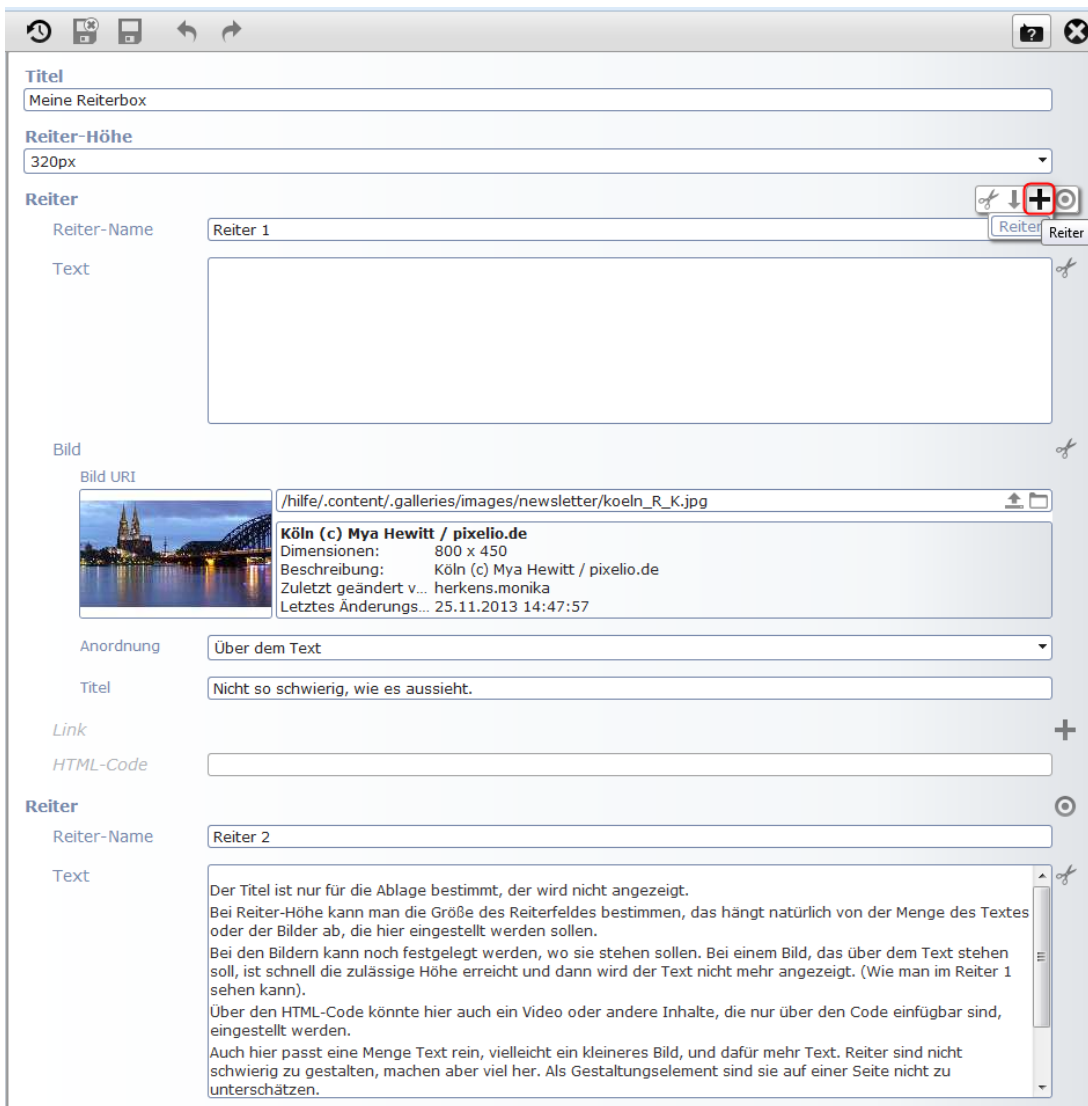 Titel
Meine Reiterbox
Reiter-Höhe
320px
Reiter
Reiter-Name
Reiter 1
Reiter
Reiter
Text
Bild
Bild URI
/hilfe/.content/.galleries/images/newsletter/koeln_R_K.jpg
Köln (c) Mya Hewitt / pixelio.de
Dimensionen: 800 x 450
Beschreibung: Köln (c) Mya Hewitt / pixelio.de
Zuletzt geändert v... herkens.monika
Letztes Änderungs... 25.11.2013 14:47:57
Anordnung
Über dem Text
Titel
Nicht so schwierig, wie es aussieht.
Link
HTML-Code
Reiter
Reiter-Name
Reiter 2
Text
Der Titel ist nur für die Ablage bestimmt, der wird nicht angezeigt.
Bei Reiter-Höhe kann man die Größe des Reiterfeldes bestimmen, das hängt natürlich von der Menge des Textes
oder der Bilder ab, die hier eingestellt werden sollen.
Bei den Bildern kann noch festgelegt werden, wo sie stehen sollen. Bei einem Bild, das über dem Text stehen
soll, ist schnell die zulässige Höhe erreicht und dann wird der Text nicht mehr angezeigt. (Wie man im Reiter 1
sehen kann).
Über den HTML-Code könnte hier auch ein Video oder andere Inhalte, die nur über den Code einfügbar sind,
eingestellt werden.
Auch hier passt eine Menge Text rein, vielleicht ein kleineres Bild, und dafür mehr Text. Reiter sind nicht
schwierig zu gestalten, machen aber viel her. Als Gestaltungselement sind sie auf einer Seite nicht zu
unterschätzen.